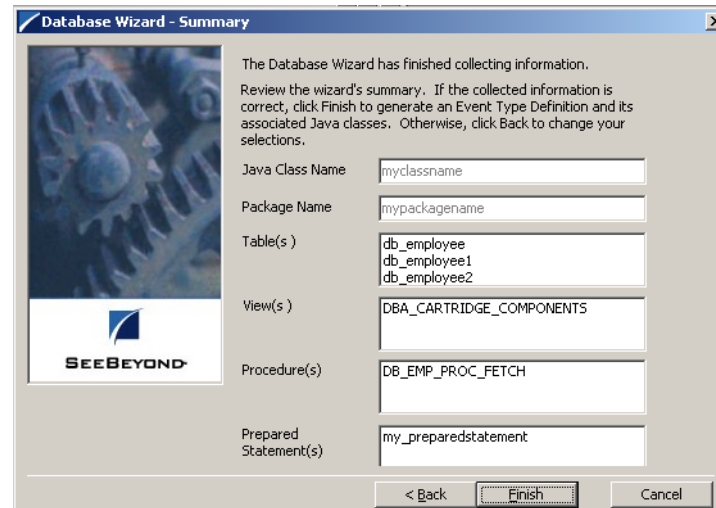 Database Wizard - Summary
The Database Wizard has finished collecting information.
Review the wizard's summary. If the collected information is
correct, click Finish to generate an Event Type Definition and its
associated Java classes. Otherwise, click Back to change your
selections.
Java Class Name
myclassname
Package Name
mypackagename
Table(s )
db_employee
db_employee1
db_employee2
View(s )
DBA_CARTRIDGE_COMPONENTS
SEEBEYOND
Procedure(s)
DB_EMP_PROC_FETCH
Prepared
Statement(s)
my_preparedstatement
< Back
Finish
Cancel